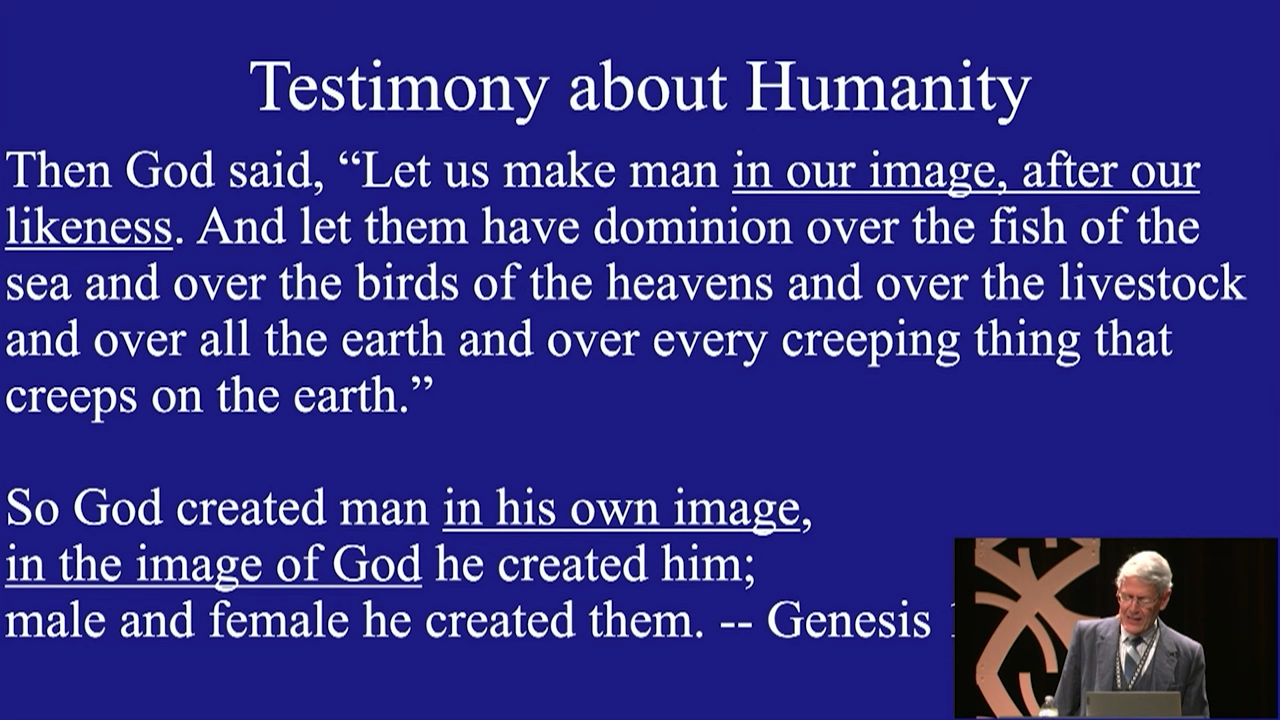 Testimony about Humanity
Then God said, “Let us make man in our image, after our
likeness. And let them have dominion over the fish of the
sea and over the birds of the heavens and over the livestock
and over all the earth and over every creeping thing that
creeps on the earth.”
So God created man in his own image,
in the image of God he created him;
male and female he created them. -- Genesis